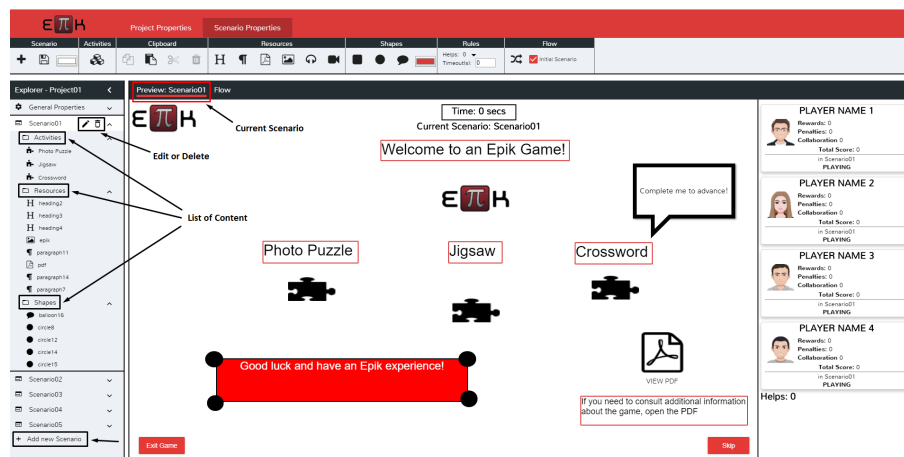 EπK
Project Properties
Scenario Properties
Scenario
Activities
Clipboard
Resources
Shapes
Rules
Flow
H
¶
Helps: 0
Timeout(s): 0
Initial Scenario
Explorer - Project01
Preview: Scenario01
Flow
General Properties
Scenario01
Activities
Photo Puzzle
Jigsaw
Crossword
Resources
H heading2
H heading3
H heading4
epik
¶ paragraph11
pdf
¶ paragraph14
¶ paragraph7
Shapes
balloon16
circle8
circle12
circle14
circle15
Scenario02
Scenario03
Scenario04
Scenario05
+ Add new Scenario
Edit or Delete
List of Content
Current Scenario
EπK
Time: 0 secs
Current Scenario: Scenario01
Welcome to an Epik Game!
EπK
Complete me to advance!
Photo Puzzle
Jigsaw
Crossword
Good luck and have an Epik experience!
VIEW PDF
If you need to consult additional information
about the game, open the PDF
Exit Game
Skip
PLAYER NAME 1
Rewards: 0
Penalties: 0
Collaboration 0
Total Score: 0
in Scenario01
PLAYING
PLAYER NAME 2
Rewards: 0
Penalties: 0
Collaboration 0
Total Score: 0
in Scenario01
PLAYING
PLAYER NAME 3
Rewards: 0
Penalties: 0
Collaboration 0
Total Score: 0
in Scenario01
PLAYING
PLAYER NAME 4
Rewards: 0
Penalties: 0
Collaboration 0
Total Score: 0
in Scenario01
PLAYING
Helps: 0